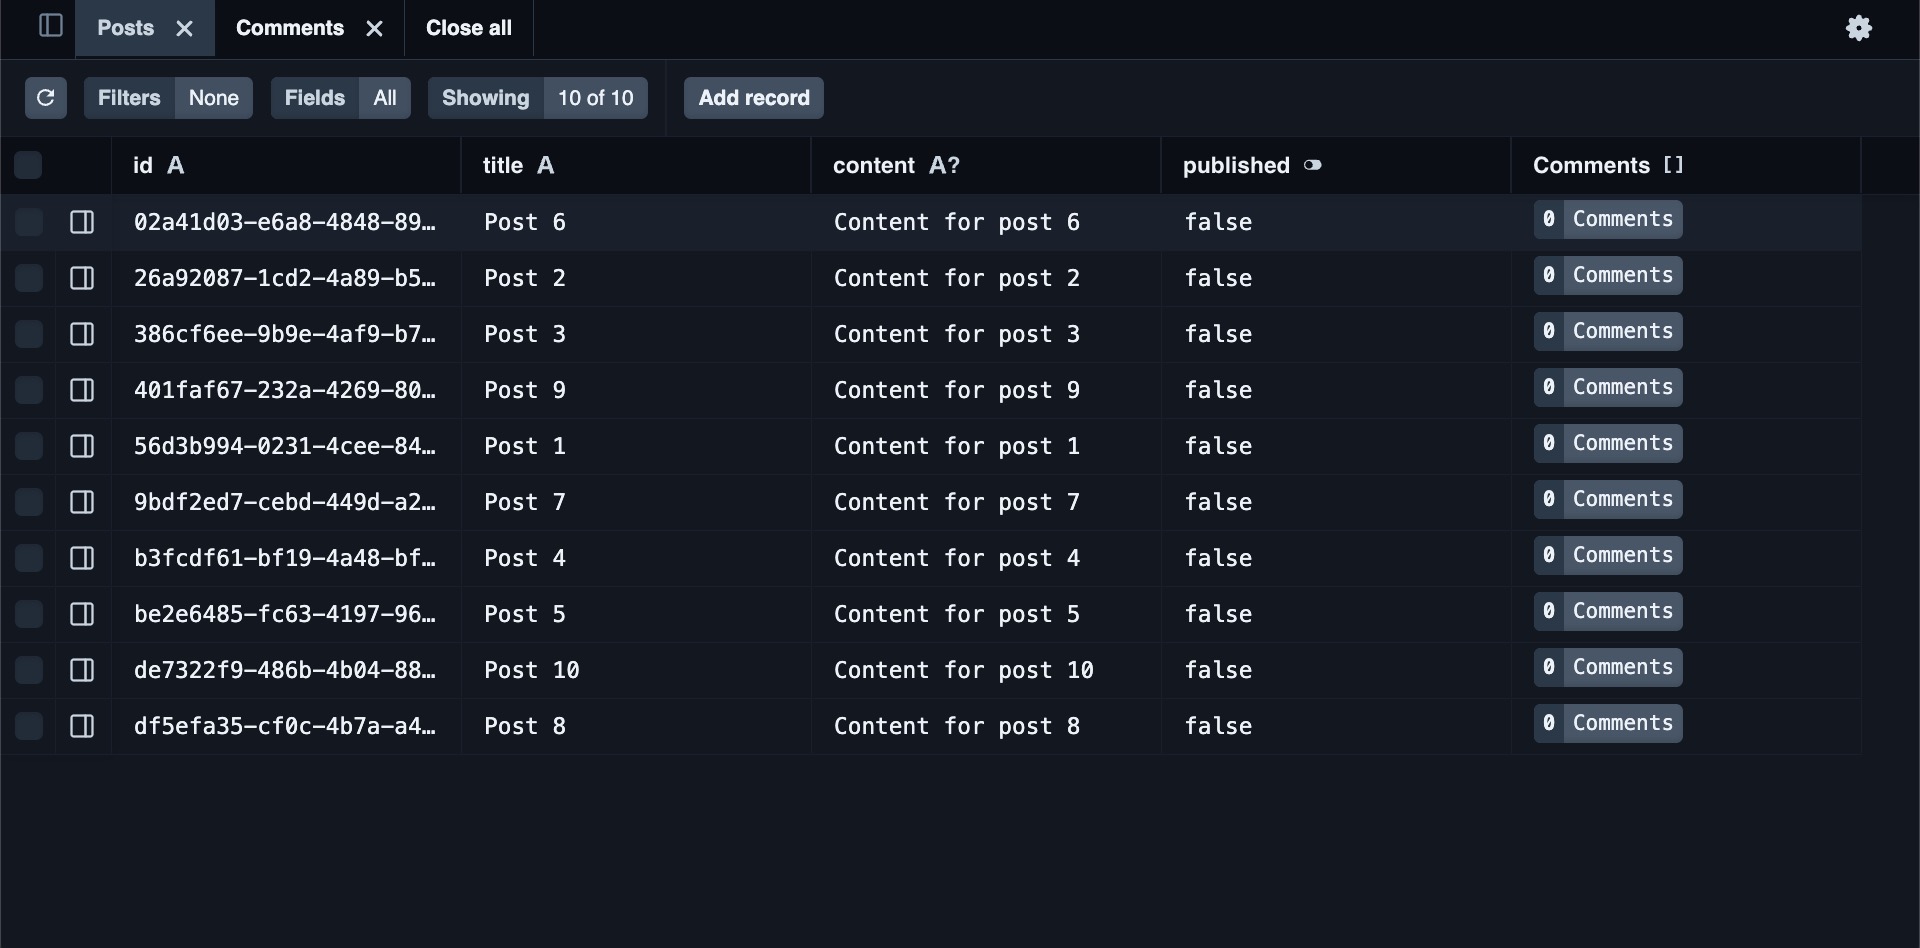 Posts Comments Close all
Filters None Fields All Showing 10 of 10 Add record
id A title A content A? published Comments []
02a41d03-e6a8-4848-89… Post 6 Content for post 6 false 0 Comments
26a92087-1cd2-4a89-b5… Post 2 Content for post 2 false 0 Comments
386cf6ee-9b9e-4af9-b7… Post 3 Content for post 3 false 0 Comments
401faf67-232a-4269-80… Post 9 Content for post 9 false 0 Comments
56d3b994-0231-4cee-84… Post 1 Content for post 1 false 0 Comments
9bdf2ed7-cebd-449d-a2… Post 7 Content for post 7 false 0 Comments
b3fcdf61-bf19-4a48-bf… Post 4 Content for post 4 false 0 Comments
be2e6485-fc63-4197-96… Post 5 Content for post 5 false 0 Comments
de7322f9-486b-4b04-88… Post 10 Content for post 10 false 0 Comments
df5efa35-cf0c-4b7a-a4… Post 8 Content for post 8 false 0 Comments